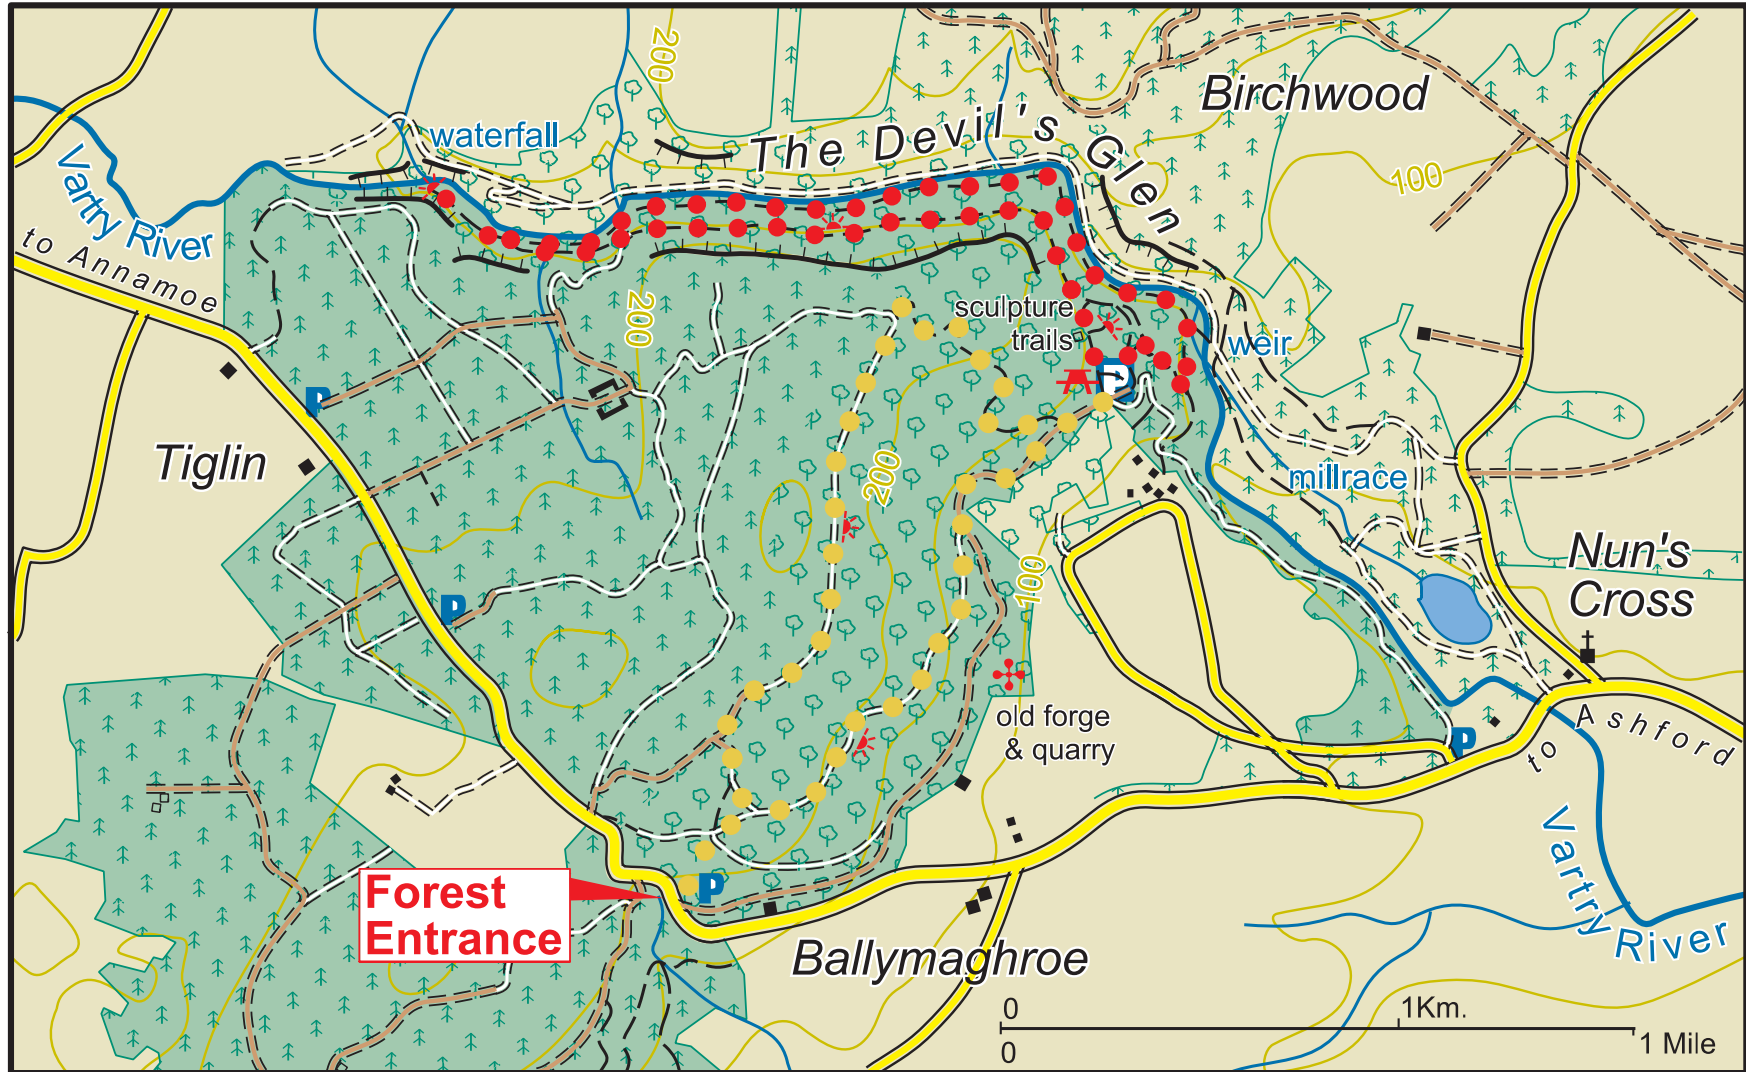 200
Birchwood
waterfall
The Devil's Glen
100
Vartry River
to Annamoe
200
sculpture
trails
weir
P
P
Tiglin
200
millrace
Nun's
Cross
100
P
old forge
& quarry
to Ashford
P
Vartry River
Forest
Entrance
P
Ballymaghroe
0
1Km.
0
1 Mile